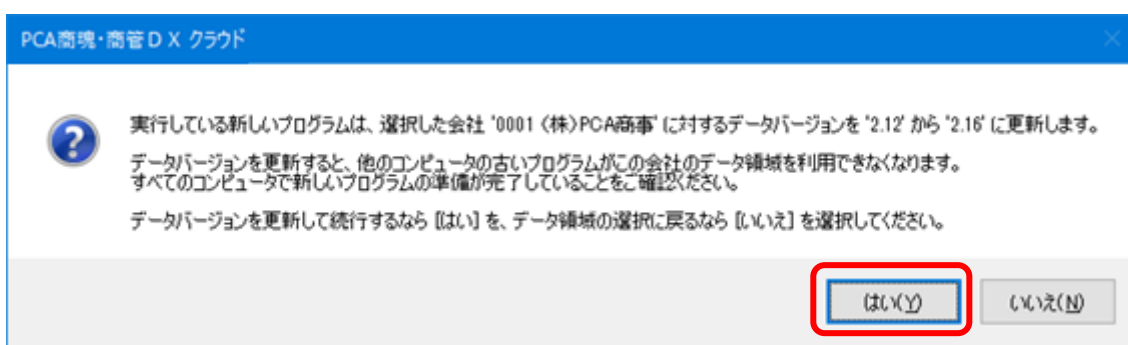 PCA商魂・商管ＤＸ クラウド
実行している新しいプログラムは、選択した会社 '0001 (株)PCA商事' に対するデータバージョンを '2.12' から '2.16' に更新します。
データバージョンを更新すると、他のコンピュータの古いプログラムがこの会社のデータ領域を利用できなくなります。
すべてのコンピュータで新しいプログラムの準備が完了していることをご確認ください。
データバージョンを更新して続行するなら [はい] を、データ領域の選択に戻るなら [いいえ] を選択してください。
はい(Y)
いいえ(N)